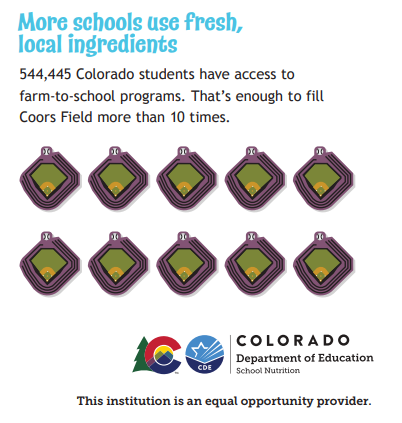 More schools use fresh,
local ingredients
544,445 Colorado students have access to
farm-to-school programs. That's enough to fill
Coors Field more than 10 times.
COLORADO
Department of Education
School Nutrition
CDE
This institution is an equal opportunity provider.